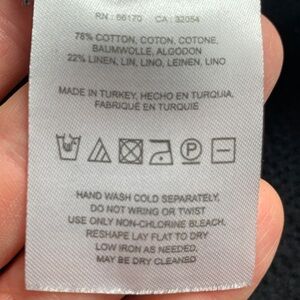 RN : 66170 CA : 32054
78% COTTON, COTON, COTONE,
BAUMWOLLE, ALGODON
22% LINEN, LIN, LINO, LEINEN, LINO
MADE IN TURKEY, HECHO EN TURQUIA,
FABRIQUÉ EN TURQUIE
P
HAND WASH COLD SEPARATELY,
DO NOT WRING OR TWIST
USE ONLY NON-CHLORINE BLEACH,
RESHAPE LAY FLAT TO DRY
LOW IRON AS NEEDED,
MAY BE DRY CLEANED